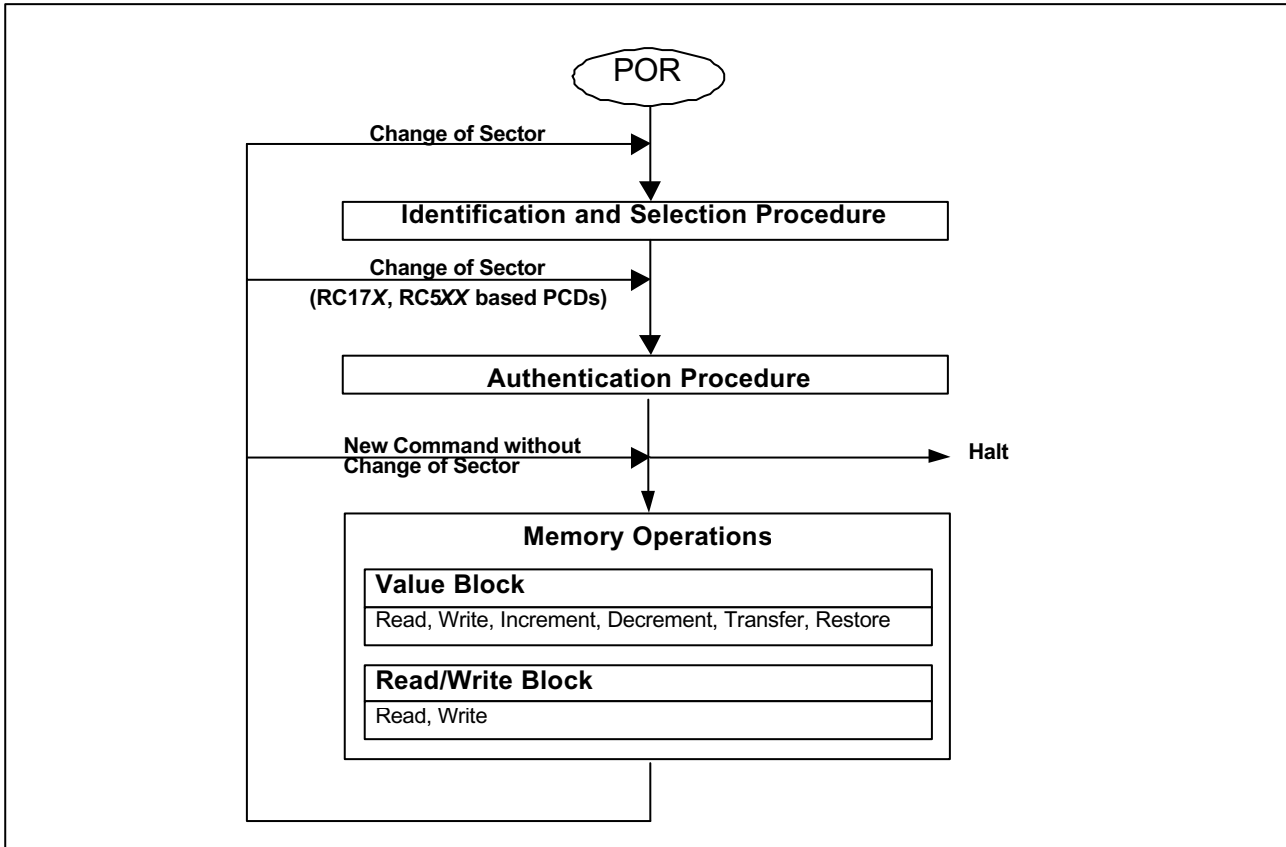 POR
Change of Sector
Identification and Selection Procedure
Change of Sector
(RC17X, RC5XX based PCDs)
Authentication Procedure
New Command without
Change of Sector
Halt
Memory Operations
Value Block
Read, Write, Increment, Decrement, Transfer, Restore
Read/Write Block
Read, Write